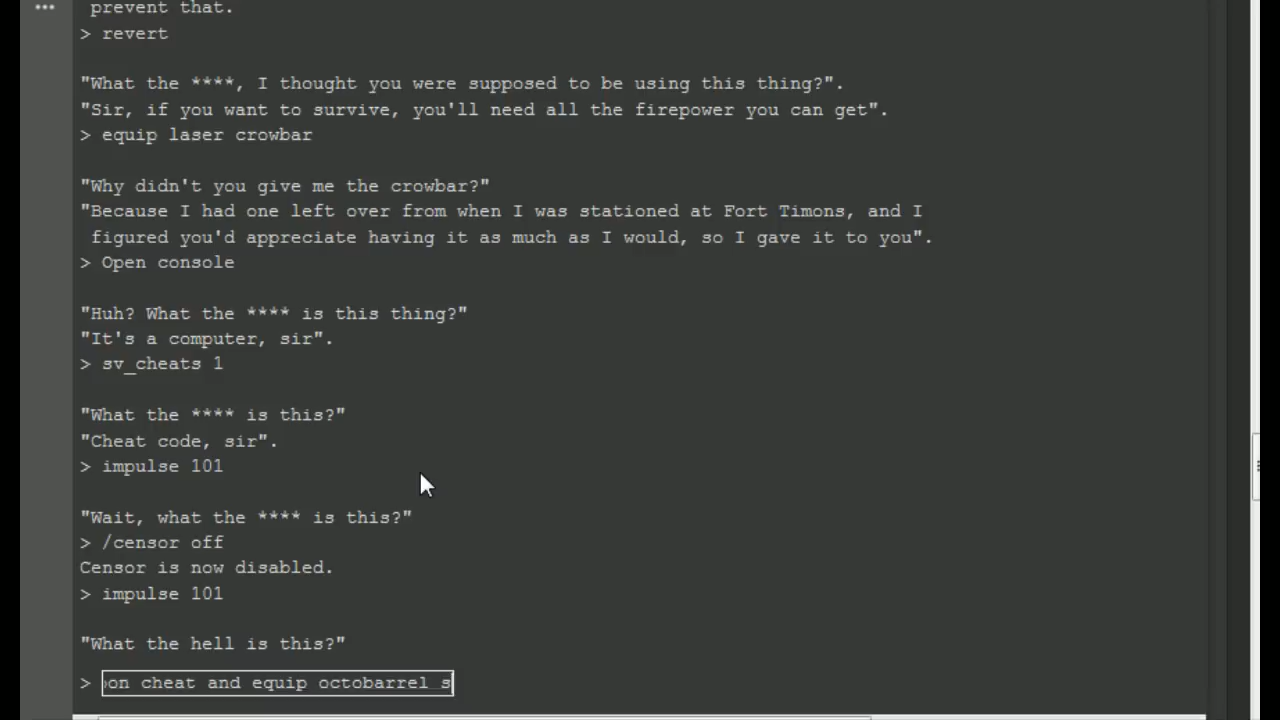 prevent that.
> revert
"What the ****, I thought you were supposed to be using this thing?".
"Sir, if you want to survive, you'll need all the firepower you can get".
> equip laser crowbar
"Why didn't you give me the crowbar?"
"Because I had one left over from when I was stationed at Fort Timons, and I
figured you'd appreciate having it as much as I would, so I gave it to you".
> Open console
"Huh? What the **** is this thing?"
"It's a computer, sir".
> sv_cheats 1
"What the **** is this?"
"Cheat code, sir".
> impulse 101
"Wait, what the **** is this?"
> /censor off
Censor is now disabled.
> impulse 101
"What the hell is this?"
> on cheat and equip octobarrel s